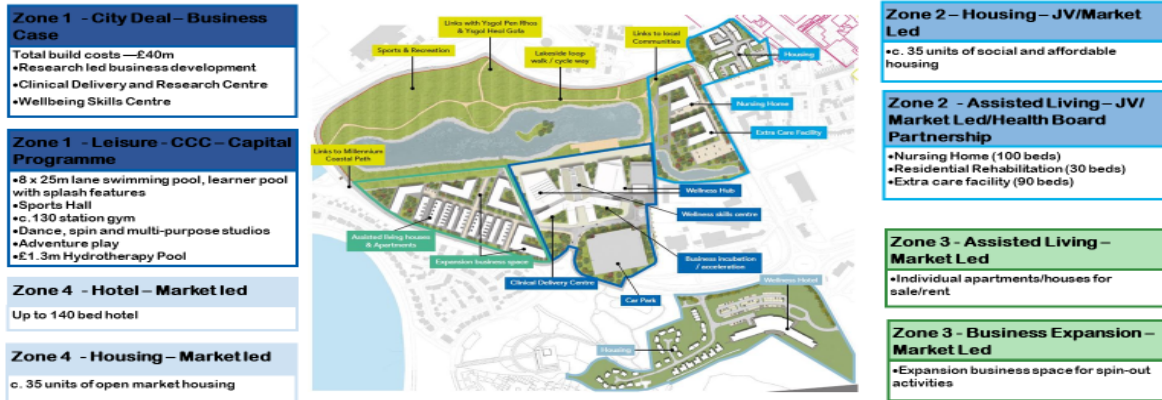 Zone 1 - City Deal – Business
Case
Total build costs —£40m
•Research led business development
•Clinical Delivery and Research Centre
•Wellbeing Skills Centre
Zone 1 - Leisure - CCC – Capital
Programme
•8 x 25m lane swimming pool, learner pool
with splash features
•Sports Hall
•c.130 station gym
•Dance, spin and multi-purpose studios
•Adventure play
•£1.3m Hydrotherapy Pool
Zone 4 - Hotel – Market led
Up to 140 bed hotel
Zone 4 - Housing – Market led
c. 35 units of open market housing
Links with Ysgol Pen Rhos
& Ysgol Heol Goffa
Sports & Recreation
Lakeside loop
walk / cycle way
Links to local
Communities
Housing
Nursing Home
Extra Care Facility
Links to Millennium
Coastal Path
Wellness Hub
Wellness skills centre
Assisted living houses
& Apartments
Expansion business space
Business incubation
/ acceleration
Clinical Delivery Centre
Car Park
Wellness Hotel
Housing
Zone 2 – Housing – JV/Market
Led
•c. 35 units of social and affordable
housing
Zone 2 - Assisted Living – JV/
Market Led/Health Board
Partnership
•Nursing Home (100 beds)
•Residential Rehabilitation (30 beds)
•Extra care facility (90 beds)
Zone 3 - Assisted Living –
Market Led
•Individual apartments/houses for
sale/rent
Zone 3 - Business Expansion –
Market Led
•Expansion business space for spin-out
activities